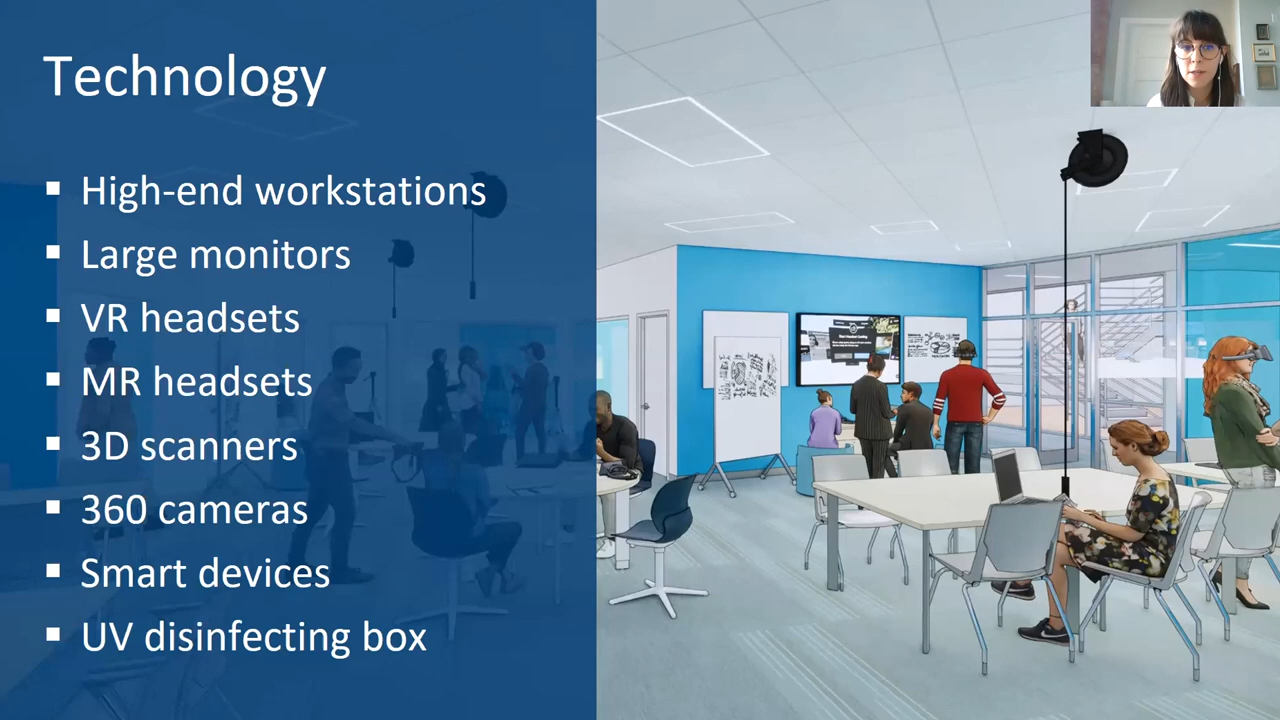 Technology
▪ High-end workstations
▪ Large monitors
▪ VR headsets
▪ MR headsets
▪ 3D scanners
▪ 360 cameras
▪ Smart devices
▪ UV disinfecting box